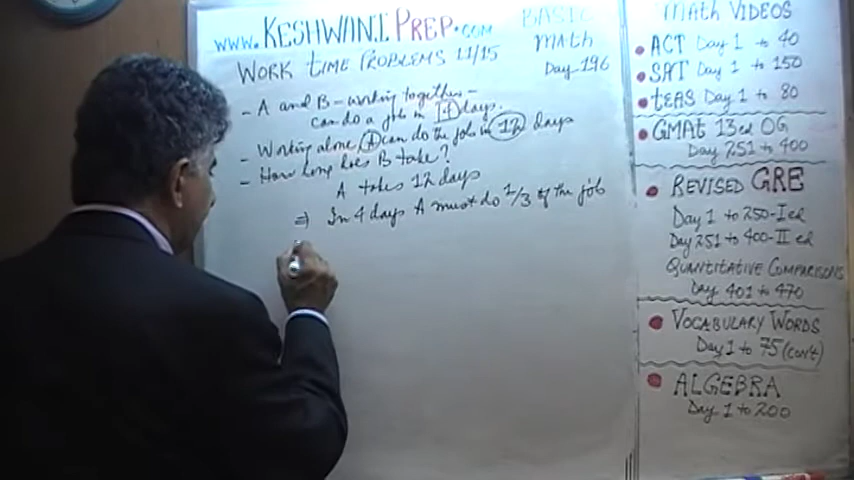 www.KESHWANIPREP.com
BASIC
MATH
Day 196
WORK TIME PROBLEMS 11/15
- A and B - working together -
can do a job in 4 days.
- Working alone A can do the job in 12 days
- How long does B take?
A takes 12 days
⇒ In 4 days A must do 1/3 of the job
MATH VIDEOS
ACT Day 1 to 40
SAT Day 1 to 150
TEAS Day 1 to 80
GMAT 13 ed OG
Day 251 to 400
REVISED GRE
Day 1 to 250-I ed
Day 251 to 400-II ed
QUANTITATIVE COMPARISONS
Day 401 to 470
VOCABULARY WORDS
Day 1 to 75 (con't)
ALGEBRA
Day 1 to 200